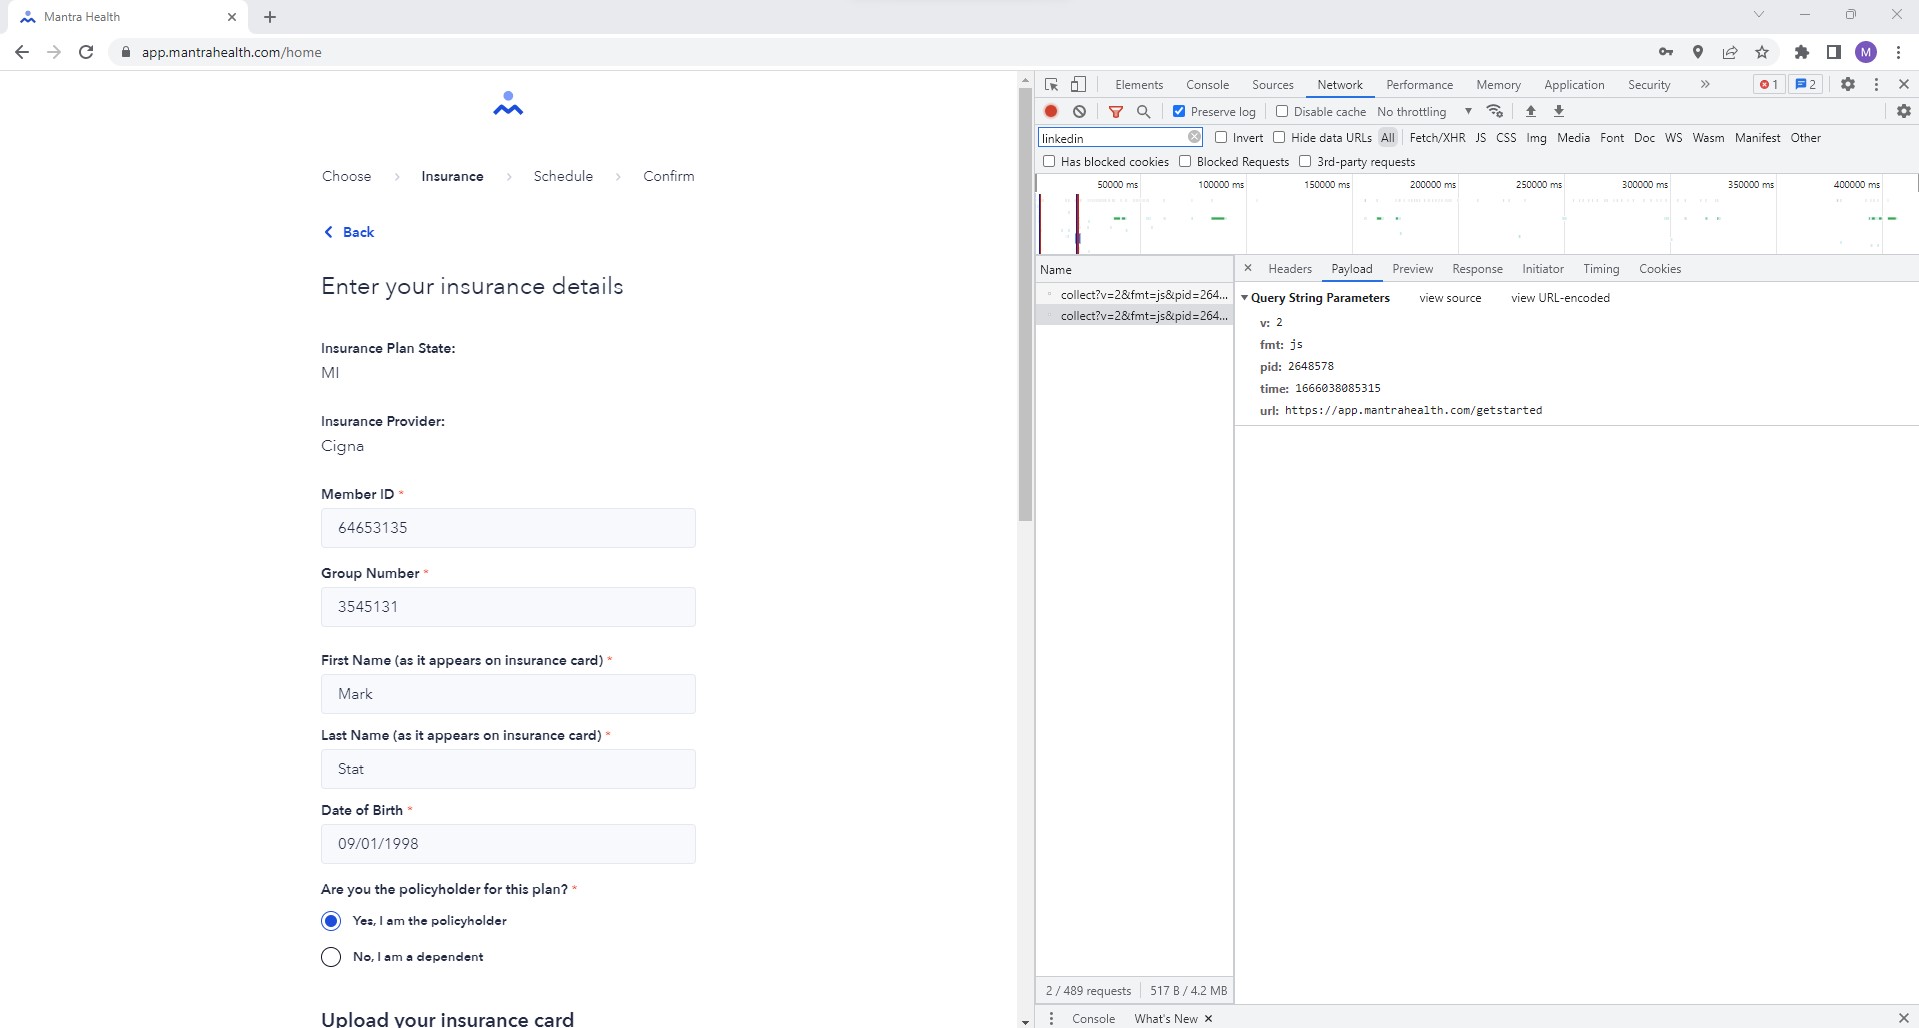 Mantra Health
app.mantrahealth.com/home
M
Choose
Insurance
Schedule
Confirm
Back
Enter your insurance details
Insurance Plan State:
MI
Insurance Provider:
Cigna
Member ID *
64653135
Group Number *
3545131
First Name (as it appears on insurance card) *
Mark
Last Name (as it appears on insurance card) *
Stat
Date of Birth *
09/01/1998
Are you the policyholder for this plan? *
Yes, I am the policyholder
No, I am a dependent
Upload your insurance card
Elements Console Sources Network Performance Memory Application Security » 1 2
Preserve log Disable cache No throttling
linkedin Invert Hide data URLs All Fetch/XHR JS CSS Img Media Font Doc WS Wasm Manifest Other
Has blocked cookies Blocked Requests 3rd-party requests
50000 ms 100000 ms 150000 ms 200000 ms 250000 ms 300000 ms 350000 ms 400000 ms
Name
collect?v=2&fmt=js&pid=264...
collect?v=2&fmt=js&pid=264...
Headers Payload Preview Response Initiator Timing Cookies
Query String Parameters view source view URL-encoded
v: 2
fmt: js
pid: 2648578
time: 1666038085315
url: https://app.mantrahealth.com/getstarted
2 / 489 requests 517 B / 4.2 MB
Console What's New